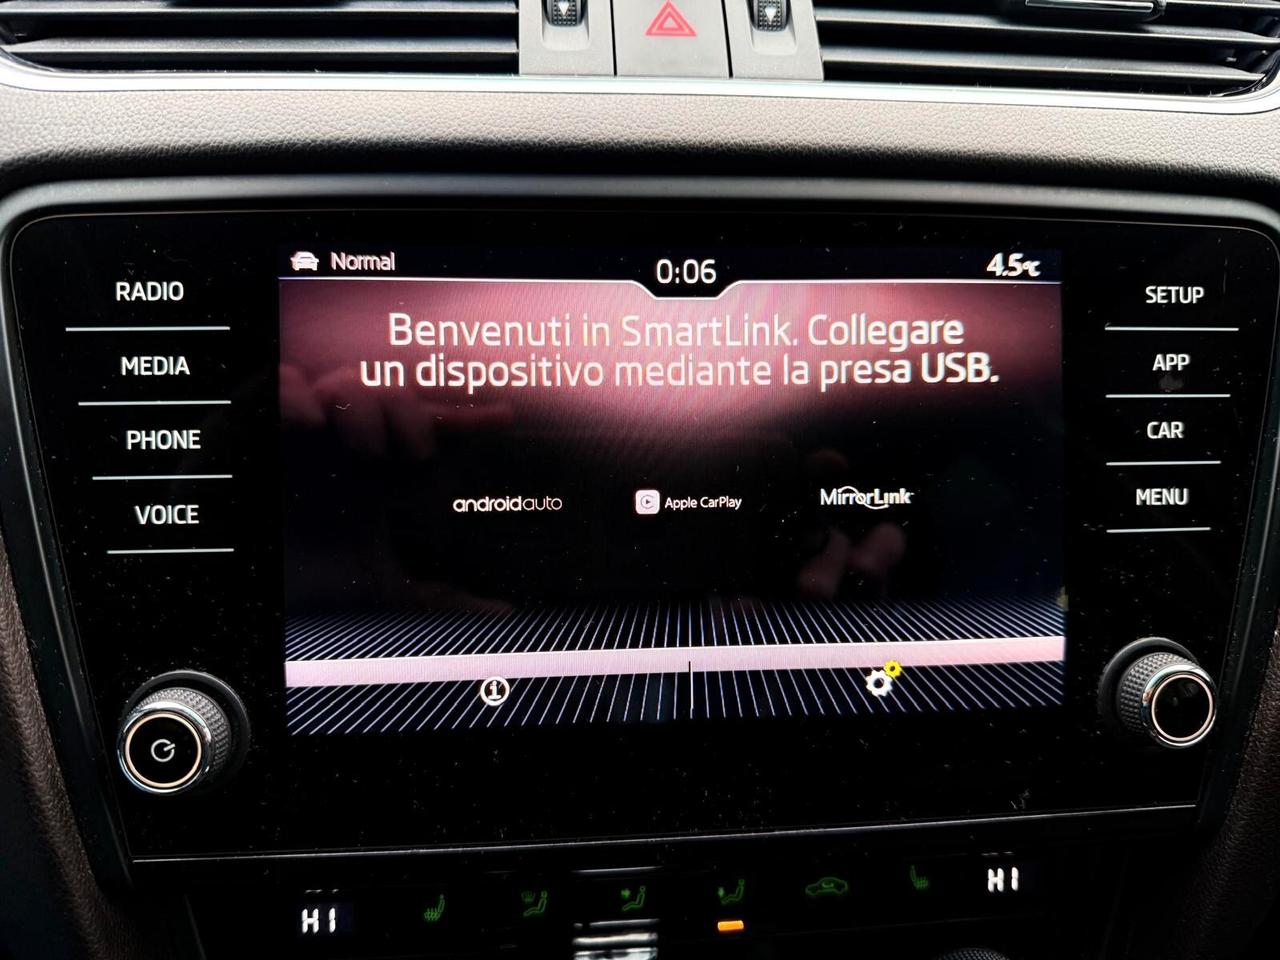 Normal
0:06
4.5°C
RADIO
MEDIA
PHONE
VOICE
Benvenuti in SmartLink. Collegare
un dispositivo mediante la presa USB.
androidauto
Apple CarPlay
MirrorLink
SETUP
APP
CAR
MENU
HI
HI